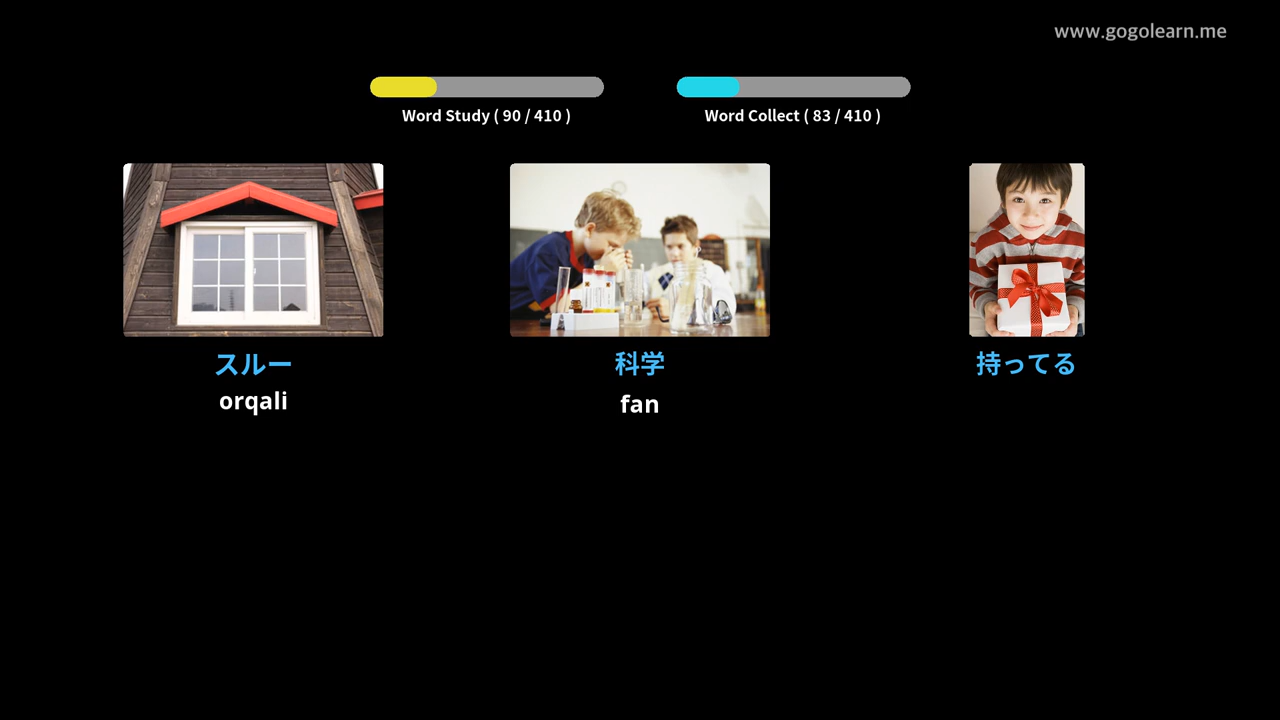 www.gogolearn.me
Word Study ( 90 / 410 )
Word Collect ( 83 / 410 )
スルー
科学
持ってる
orqali
fan